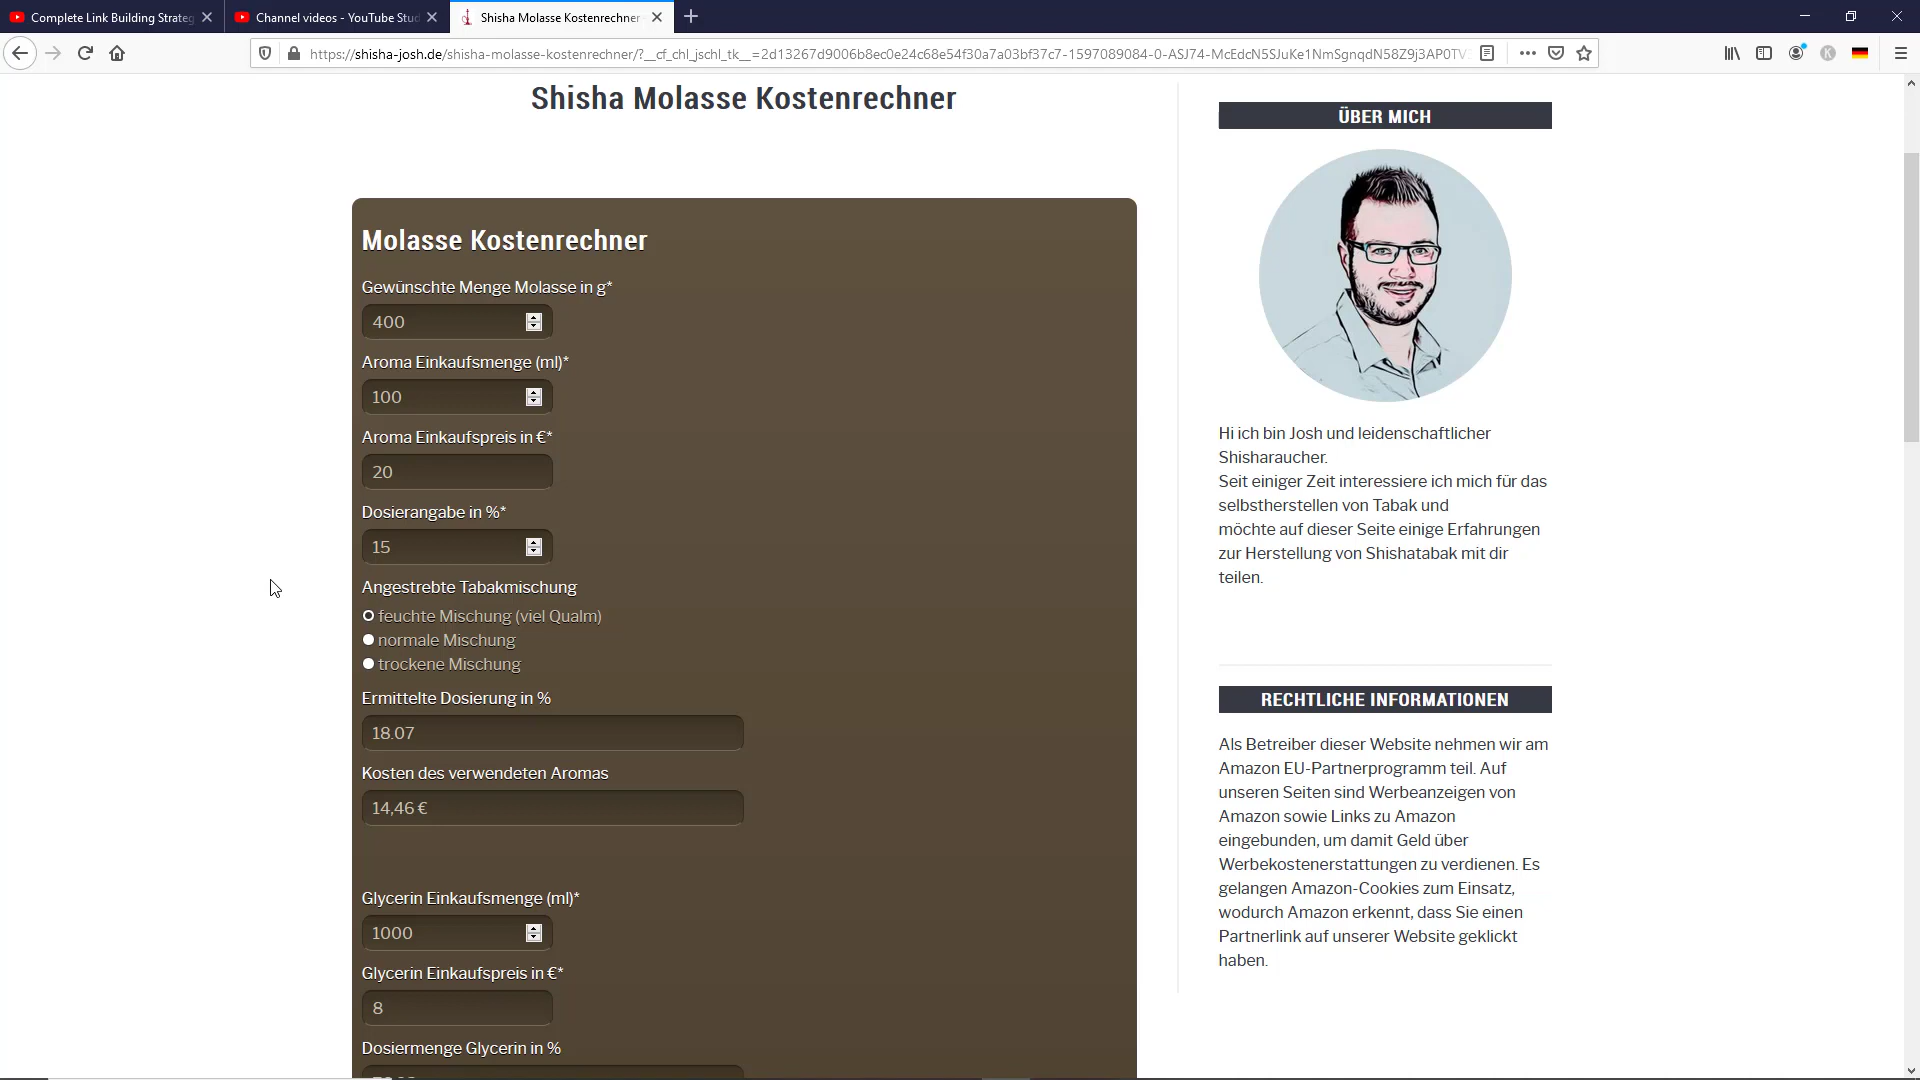 Complete Link Building Strateg
Channel videos - YouTube Stud
Shisha Molasse Kostenrechner
https://shisha-josh.de/shisha-molasse-kostenrechner/?__cf_chl_jschl_tk__=2d13267d9006b8ec0e24c68e54f30a7a03bf37c7-1597089084-0-ASJ74-McEdcN5SJuKe1NmSgnqdN58Z9j3AP0TV
Shisha Molasse Kostenrechner
Molasse Kostenrechner
Gewünschte Menge Molasse in g*
400
Aroma Einkaufsmenge (ml)*
100
Aroma Einkaufspreis in €*
20
Dosierangabe in %*
15
Angestrebte Tabakmischung
feuchte Mischung (viel Qualm)
normale Mischung
trockene Mischung
Ermittelte Dosierung in %
18.07
Kosten des verwendeten Aromas
14,46 €
Glycerin Einkaufsmenge (ml)*
1000
Glycerin Einkaufspreis in €*
8
Dosiermenge Glycerin in %
ÜBER MICH
Hi ich bin Josh und leidenschaftlicher
Shisharaucher.
Seit einiger Zeit interessiere ich mich für das
selbstherstellen von Tabak und
möchte auf dieser Seite einige Erfahrungen
zur Herstellung von Shishatabak mit dir
teilen.
RECHTLICHE INFORMATIONEN
Als Betreiber dieser Website nehmen wir am
Amazon EU-Partnerprogramm teil. Auf
unseren Seiten sind Werbeanzeigen von
Amazon sowie Links zu Amazon
eingebunden, um damit Geld über
Werbekostenerstattungen zu verdienen. Es
gelangen Amazon-Cookies zum Einsatz,
wodurch Amazon erkennt, dass Sie einen
Partnerlink auf unserer Website geklickt
haben.